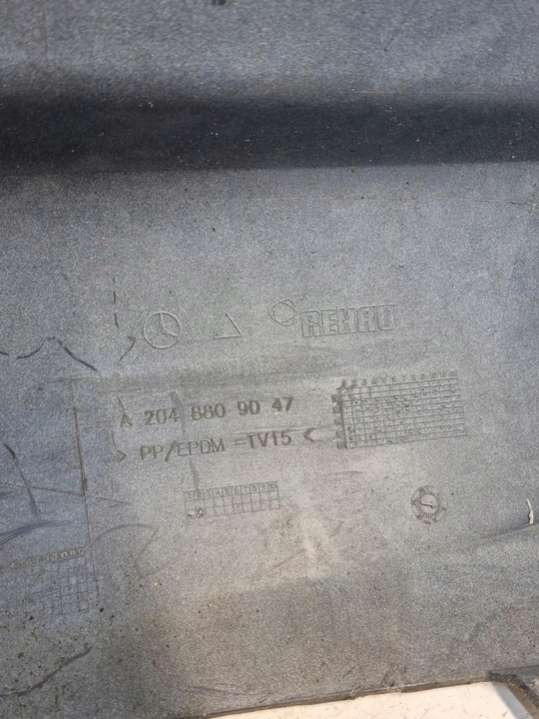 REHAU
A 204 880 90 47
> PP/EPDM -TV15 <